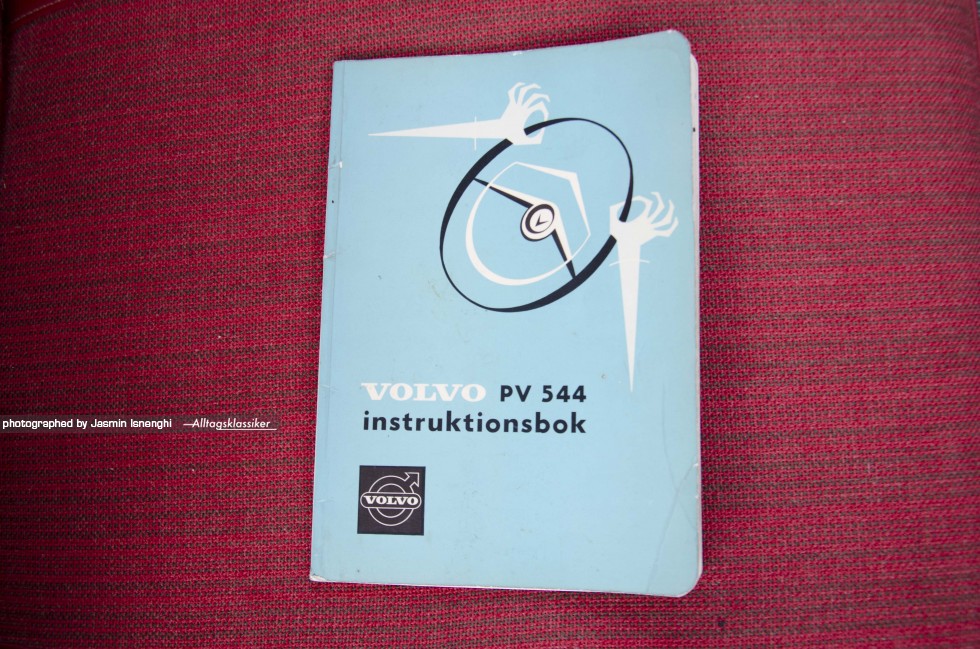 VOLVO PV 544
instruktionsbok
VOLVO
photographed by Jasmin Isnenghi —Alltagsklassiker